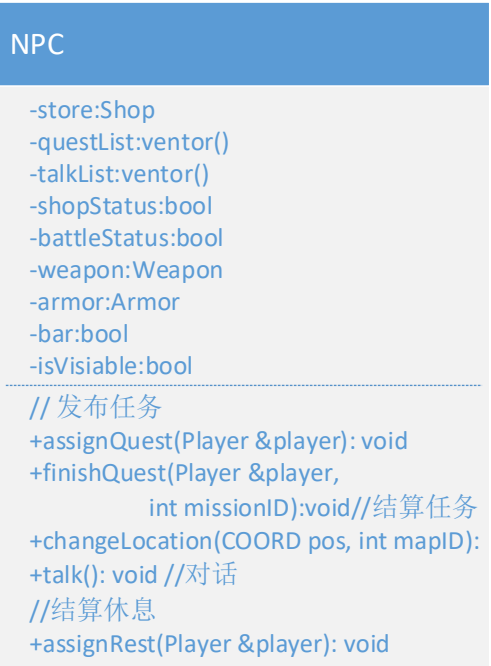 NPC
-store:Shop
-questList:ventor()
-talkList:ventor()
-shopStatus:bool
-battleStatus:bool
-weapon:Weapon
-armor:Armor
-bar:bool
-isVisiable:bool
// 发布任务
+assignQuest(Player &player): void
+finishQuest(Player &player,
int missionID):void//结算任务
+changeLocation(COORD pos, int mapID):
+talk(): void //对话
//结算休息
+assignRest(Player &player): void